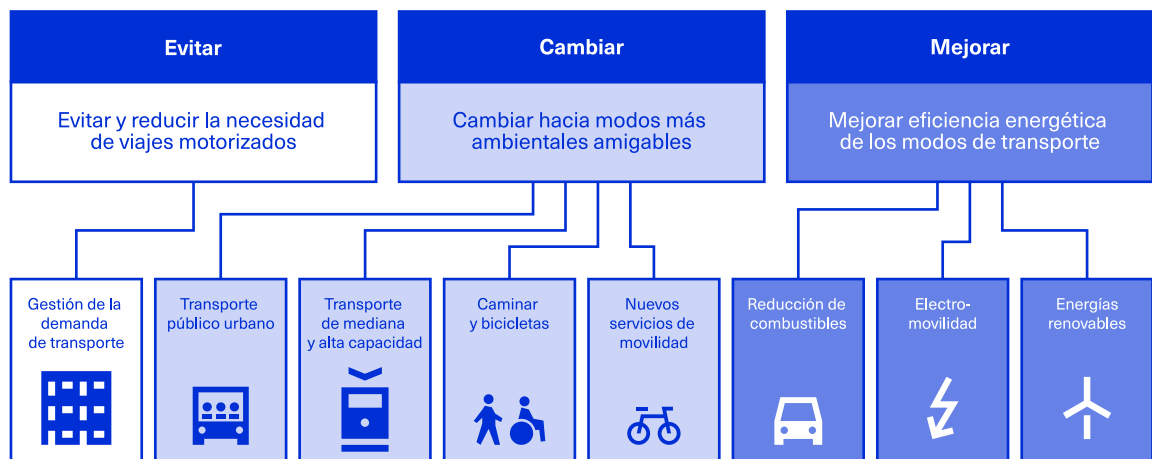 Evitar
Evitar y reducir la necesidad
de viajes motorizados
Cambiar
Cambiar hacia modos más
ambientales amigables
Mejorar
Mejorar eficiencia energética
de los modos de transporte
Gestión de la
demanda
de transporte
Transporte
público urbano
Transporte
de mediana
y alta capacidad
Caminar
y bicicletas
Nuevos
servicios de
movilidad
Reducción de
combustibles
Electro-
movilidad
Energías
renovables